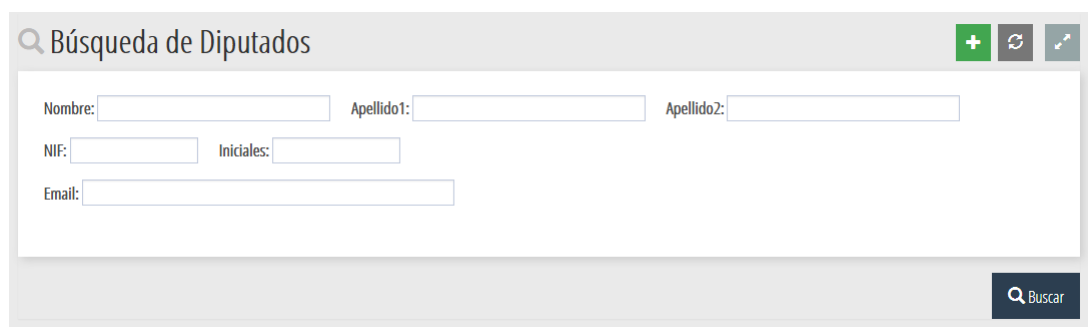 Búsqueda de Diputados
Nombre: Apellido1: Apellido2:
NIF: Iniciales:
Email:
Buscar